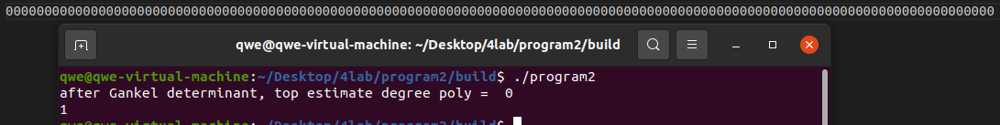 00000000000000000000000000000000000000000000000000000000000000000000000000000000000000000000000000000000000000000000000000000000
qwe@qwe-virtual-machine: ~/Desktop/4lab/program2/build
qwe@qwe-virtual-machine:~/Desktop/4lab/program2/build$ ./program2
after Gankel determinant, top estimate degree poly =  0
1
qwe@qwe-virtual-machine:~/Desktop/4lab/program2/build$